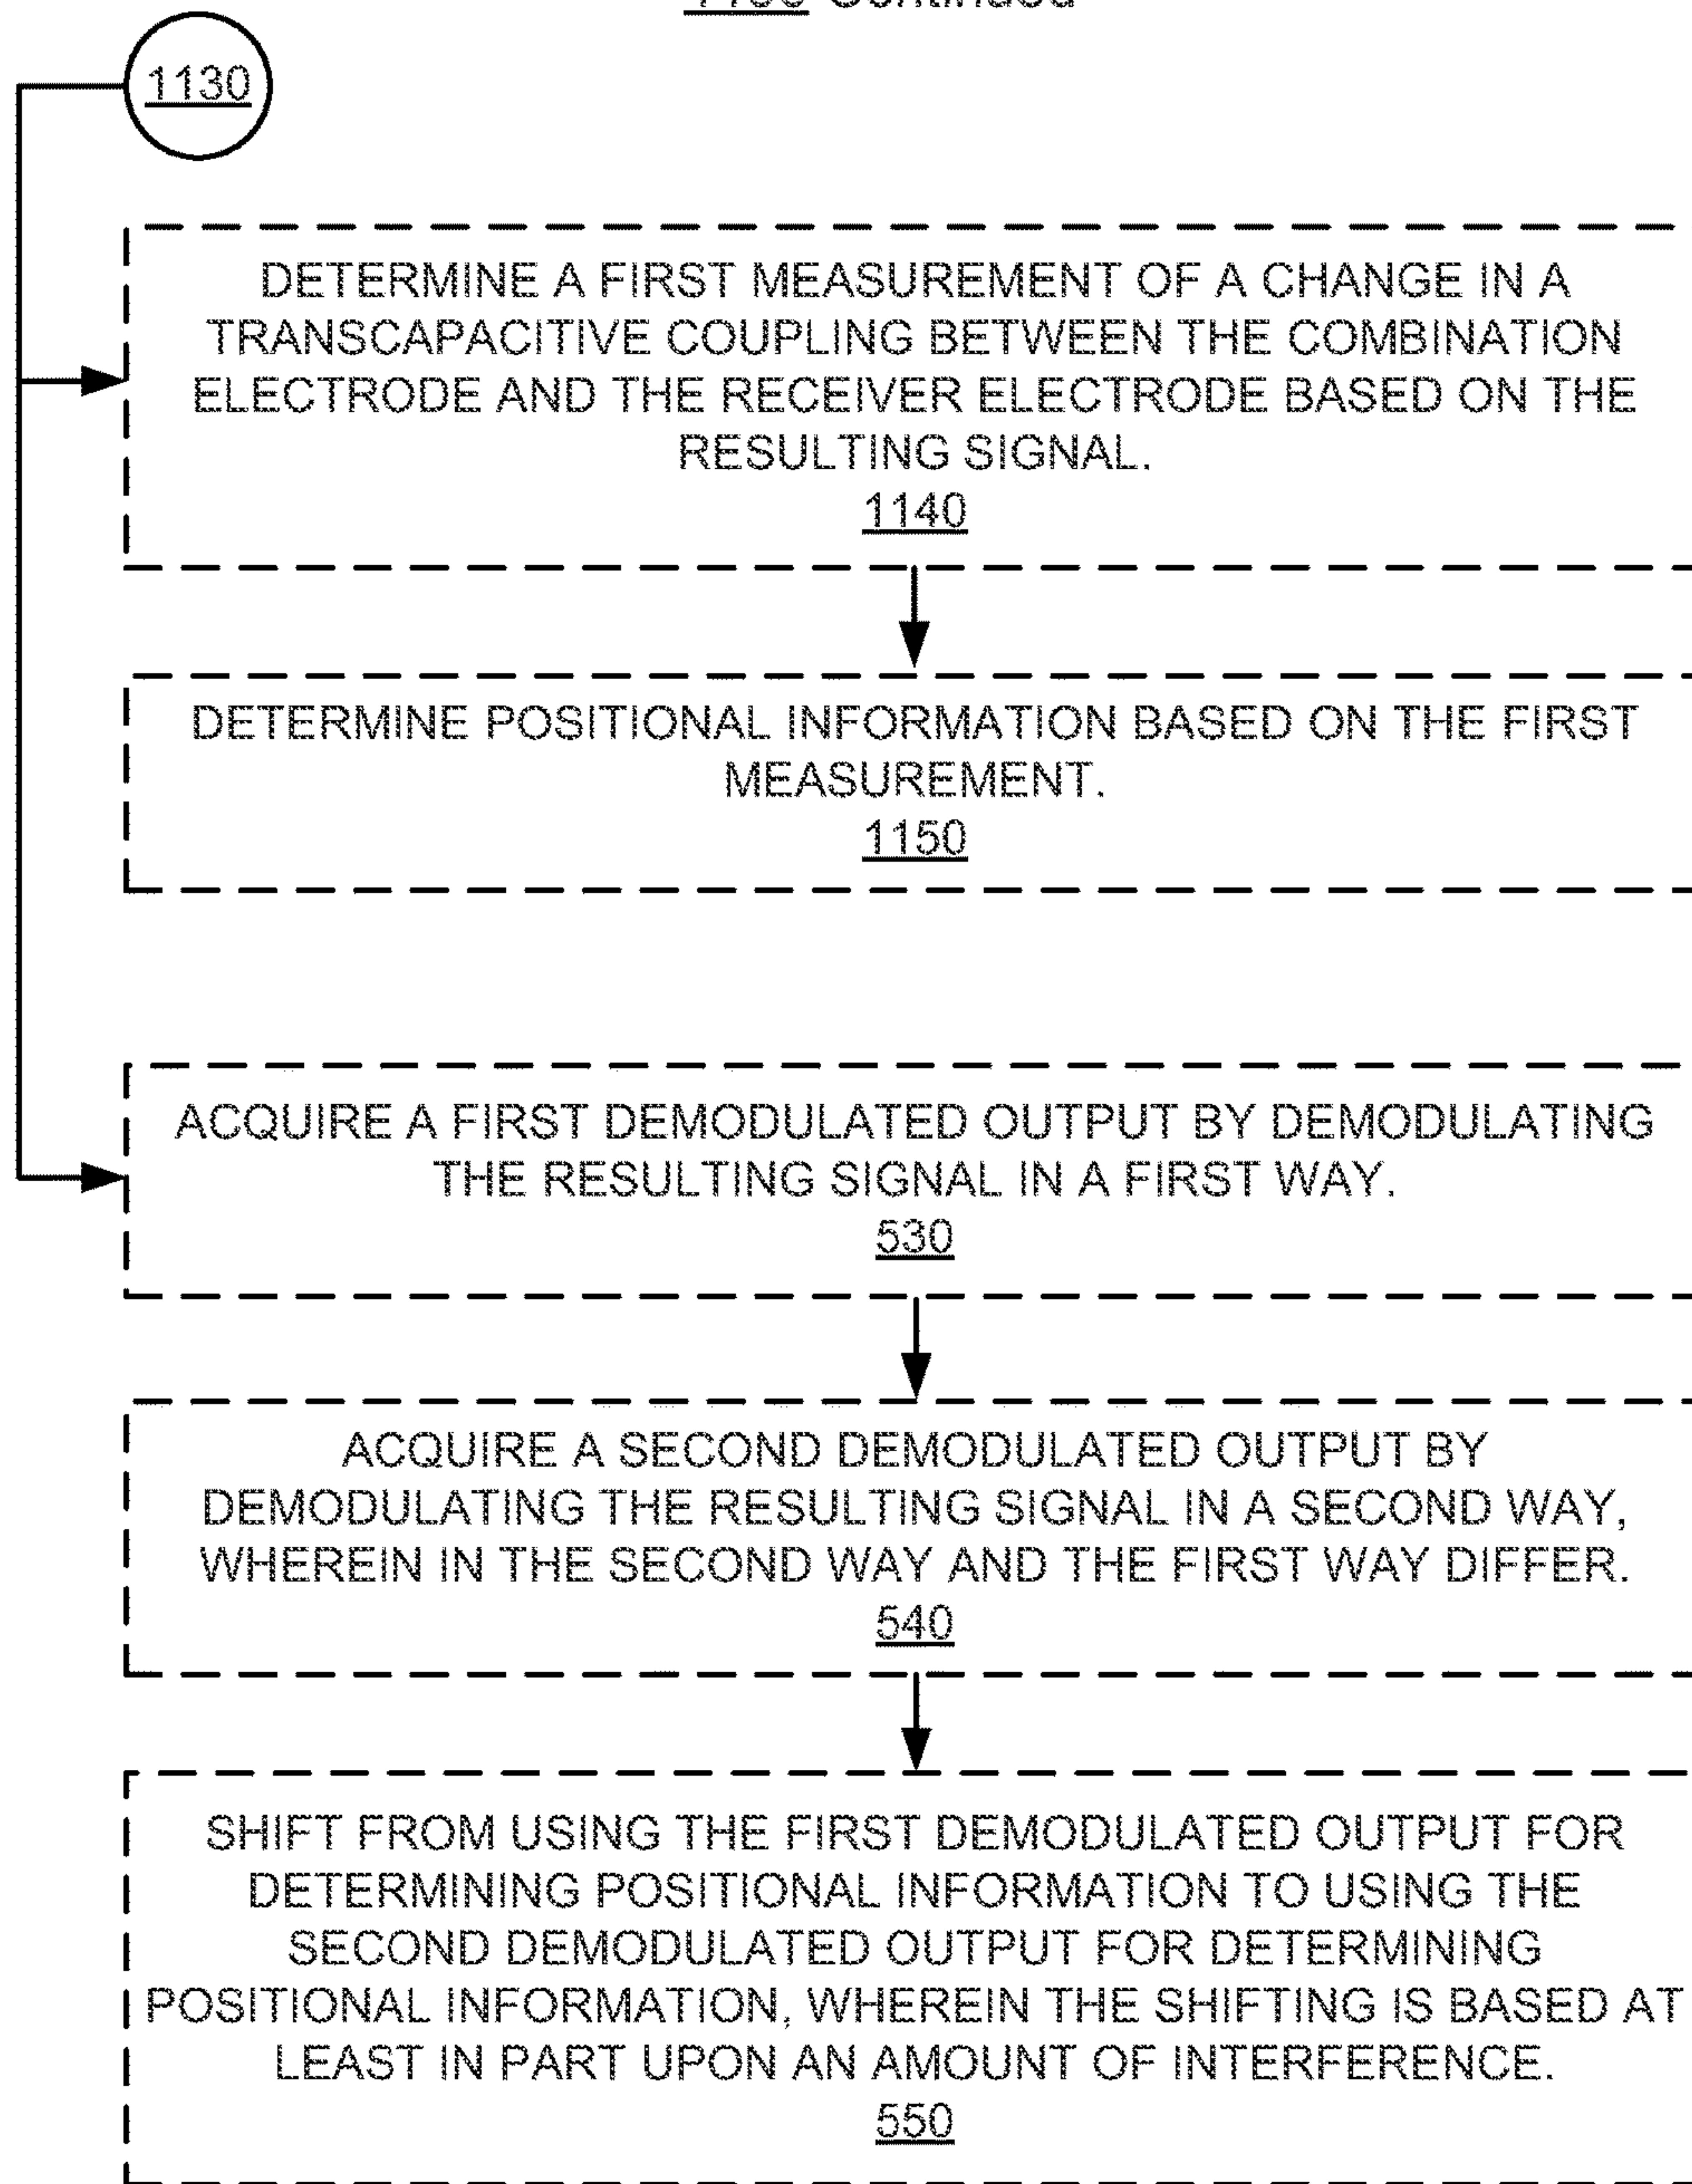 Continued
1130
DETERMINE A FIRST MEASUREMENT OF A CHANGE IN A
TRANSCAPACITIVE COUPLING BETWEEN THE COMBINATION
ELECTRODE AND THE RECEIVER ELECTRODE BASED ON THE
RESULTING SIGNAL.
1140
DETERMINE POSITIONAL INFORMATION BASED ON THE FIRST
MEASUREMENT.
1150
ACQUIRE A FIRST DEMODULATED OUTPUT BY DEMODULATING
THE RESULTING SIGNAL IN A FIRST WAY.
530
ACQUIRE A SECOND DEMODULATED OUTPUT BY
DEMODULATING THE RESULTING SIGNAL IN A SECOND WAY,
WHEREIN IN THE SECOND WAY AND THE FIRST WAY DIFFER.
540
SHIFT FROM USING THE FIRST DEMODULATED OUTPUT FOR
DETERMINING POSITIONAL INFORMATION TO USING THE
SECOND DEMODULATED OUTPUT FOR DETERMINING
POSITIONAL INFORMATION, WHEREIN THE SHIFTING IS BASED AT
LEAST IN PART UPON AN AMOUNT OF INTERFERENCE.
550